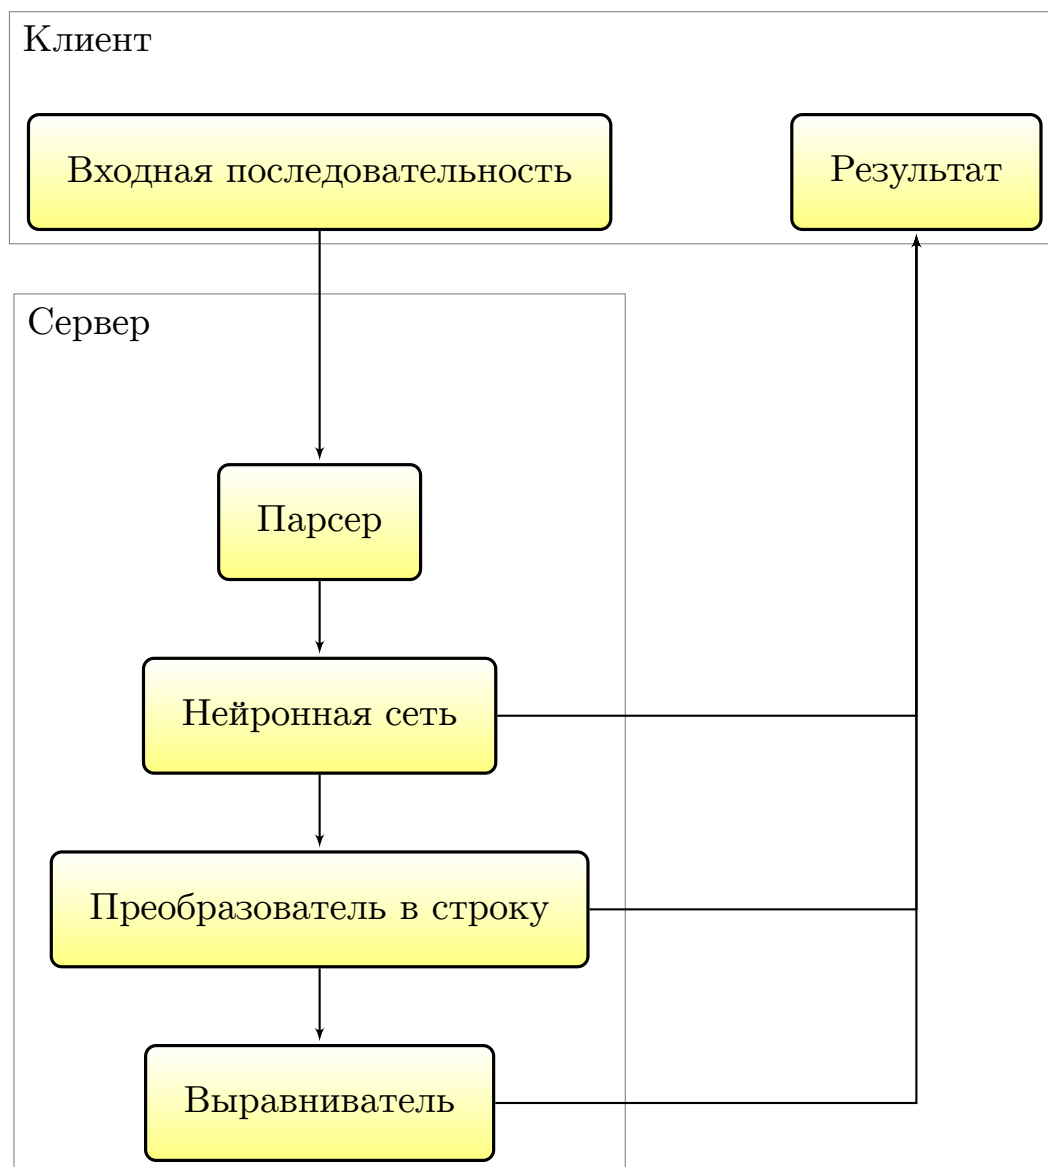 Клиент
Входная последовательность
Результат
Сервер
Парсер
Нейронная сеть
Преобразователь в строку
Выравниватель